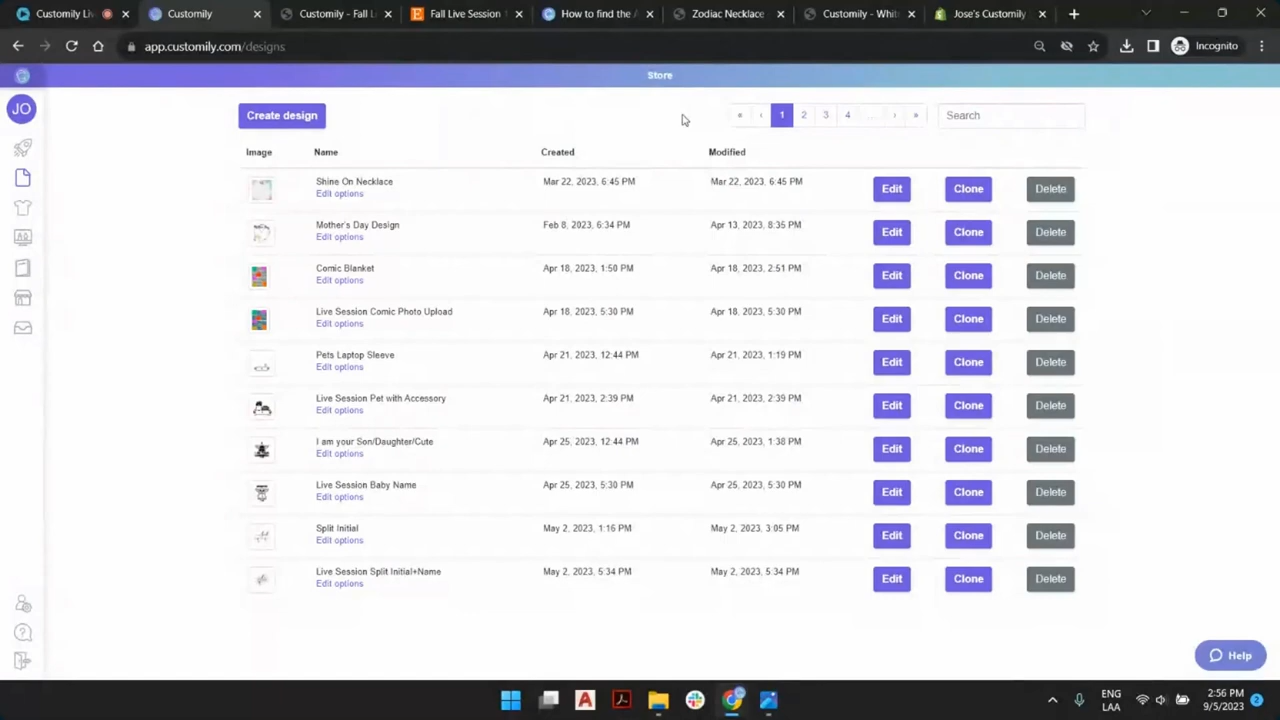 Customily Liv
Customily
Customily - Fall L
Fall Live Session
How to find the A
Zodiac Necklace
Customily - Whit
Jose's Customily
app.customily.com/designs
Incognito
Store
JO
Create design
« ‹ 1 2 3 4 ... › »
Search
Image Name Created Modified
Shine On Necklace Mar 22, 2023, 6:45 PM Mar 22, 2023, 6:45 PM Edit Clone Delete
Edit options
Mother's Day Design Feb 8, 2023, 6:34 PM Apr 13, 2023, 8:35 PM Edit Clone Delete
Edit options
Comic Blanket Apr 18, 2023, 1:50 PM Apr 18, 2023, 2:51 PM Edit Clone Delete
Edit options
Live Session Comic Photo Upload Apr 18, 2023, 5:30 PM Apr 18, 2023, 5:30 PM Edit Clone Delete
Edit options
Pets Laptop Sleeve Apr 21, 2023, 12:44 PM Apr 21, 2023, 1:19 PM Edit Clone Delete
Edit options
Live Session Pet with Accessory Apr 21, 2023, 2:39 PM Apr 21, 2023, 2:39 PM Edit Clone Delete
Edit options
I am your Son/Daughter/Cute Apr 25, 2023, 12:44 PM Apr 25, 2023, 1:38 PM Edit Clone Delete
Edit options
Live Session Baby Name Apr 25, 2023, 5:30 PM Apr 25, 2023, 5:30 PM Edit Clone Delete
Edit options
Split Initial May 2, 2023, 1:16 PM May 2, 2023, 3:05 PM Edit Clone Delete
Edit options
Live Session Split Initial+Name May 2, 2023, 5:34 PM May 2, 2023, 5:34 PM Edit Clone Delete
Edit options
Help
ENG
LAA
2:56 PM
9/5/2023
2